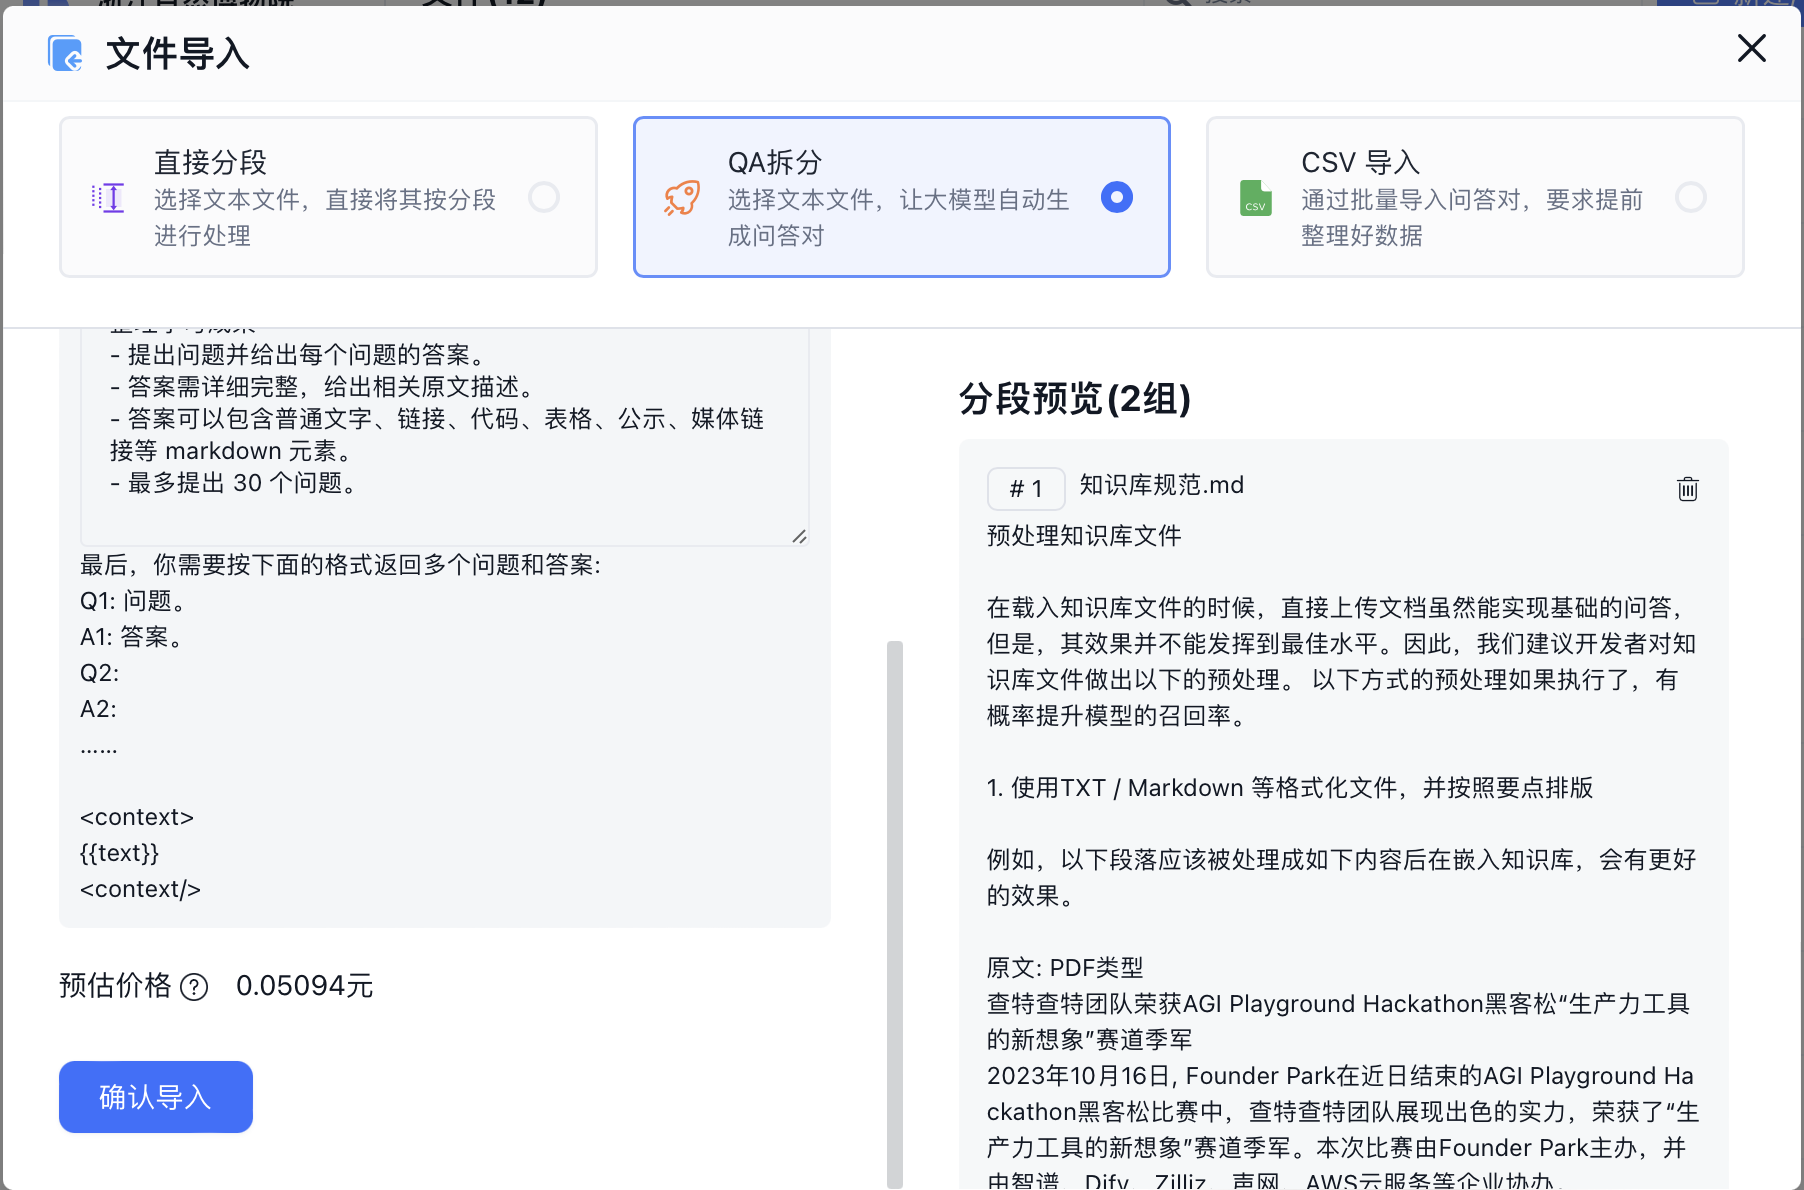 文件导入
直接分段
选择文本文件，直接将其按分段
进行处理
QA拆分
选择文本文件，让大模型自动生
成问答对
CSV
CSV 导入
通过批量导入问答对，要求提前
整理好数据
- 提出问题并给出每个问题的答案。
- 答案需详细完整，给出相关原文描述。
- 答案可以包含普通文字、链接、代码、表格、公示、媒体链
接等 markdown 元素。
- 最多提出 30 个问题。
最后，你需要按下面的格式返回多个问题和答案:
Q1: 问题。
A1: 答案。
Q2:
A2:
……
<context>
{{text}}
<context/>
预估价格 ? 0.05094元
确认导入
分段预览(2组)
# 1 知识库规范.md
预处理知识库文件
在载入知识库文件的时候，直接上传文档虽然能实现基础的问答，
但是，其效果并不能发挥到最佳水平。因此，我们建议开发者对知
识库文件做出以下的预处理。 以下方式的预处理如果执行了，有
概率提升模型的召回率。
1. 使用TXT / Markdown 等格式化文件，并按照要点排版
例如，以下段落应该被处理成如下内容后在嵌入知识库，会有更好
的效果。
原文: PDF类型
查特查特团队荣获AGI Playground Hackathon黑客松“生产力工具
的新想象”赛道季军
2023年10月16日, Founder Park在近日结束的AGI Playground Ha
ckathon黑客松比赛中，查特查特团队展现出色的实力，荣获了“生
产力工具的新想象”赛道季军。本次比赛由Founder Park主办，并
由智谱、Dify、Zilliz、声网、AWS云服务等企业协办。